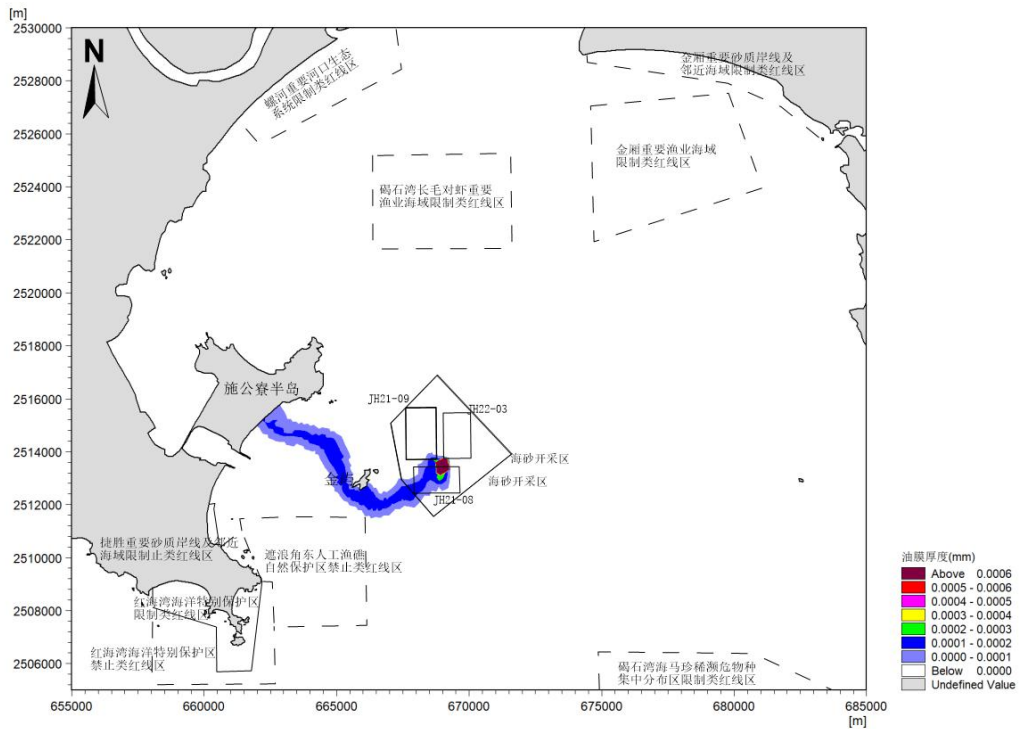 [m]
2530000
2528000
2526000
2524000
2522000
2520000
2518000
2516000
2514000
2512000
2510000
2508000
2506000
N
螺河重要河口生态
系统限制类红线区
金厢重要砂质岸线及
邻近海域限制类红线区
金厢重要渔业海域
限制类红线区
碣石湾长毛对虾重要
渔业海域限制类红线区
施公寮半岛
JH21-09
JH22-03
海砂开采区
海砂开采区
JH21-08
捷胜重要砂质岸线及邻近
海域限制止类红线区
遮浪角东人工渔礁
自然保护区禁止类红线区
红海湾海洋特别保护区
限制类红线区
红海湾海洋特别保护区
禁止类红线区
碣石湾海马珍稀濒危物种
集中分布区限制类红线区
655000
660000
665000
670000
675000
680000
685000
[m]
油膜厚度(mm)
Above 0.0006
0.0005 - 0.0006
0.0004 - 0.0005
0.0003 - 0.0004
0.0002 - 0.0003
0.0001 - 0.0002
0.0000 - 0.0001
Below 0.0000
Undefined Value